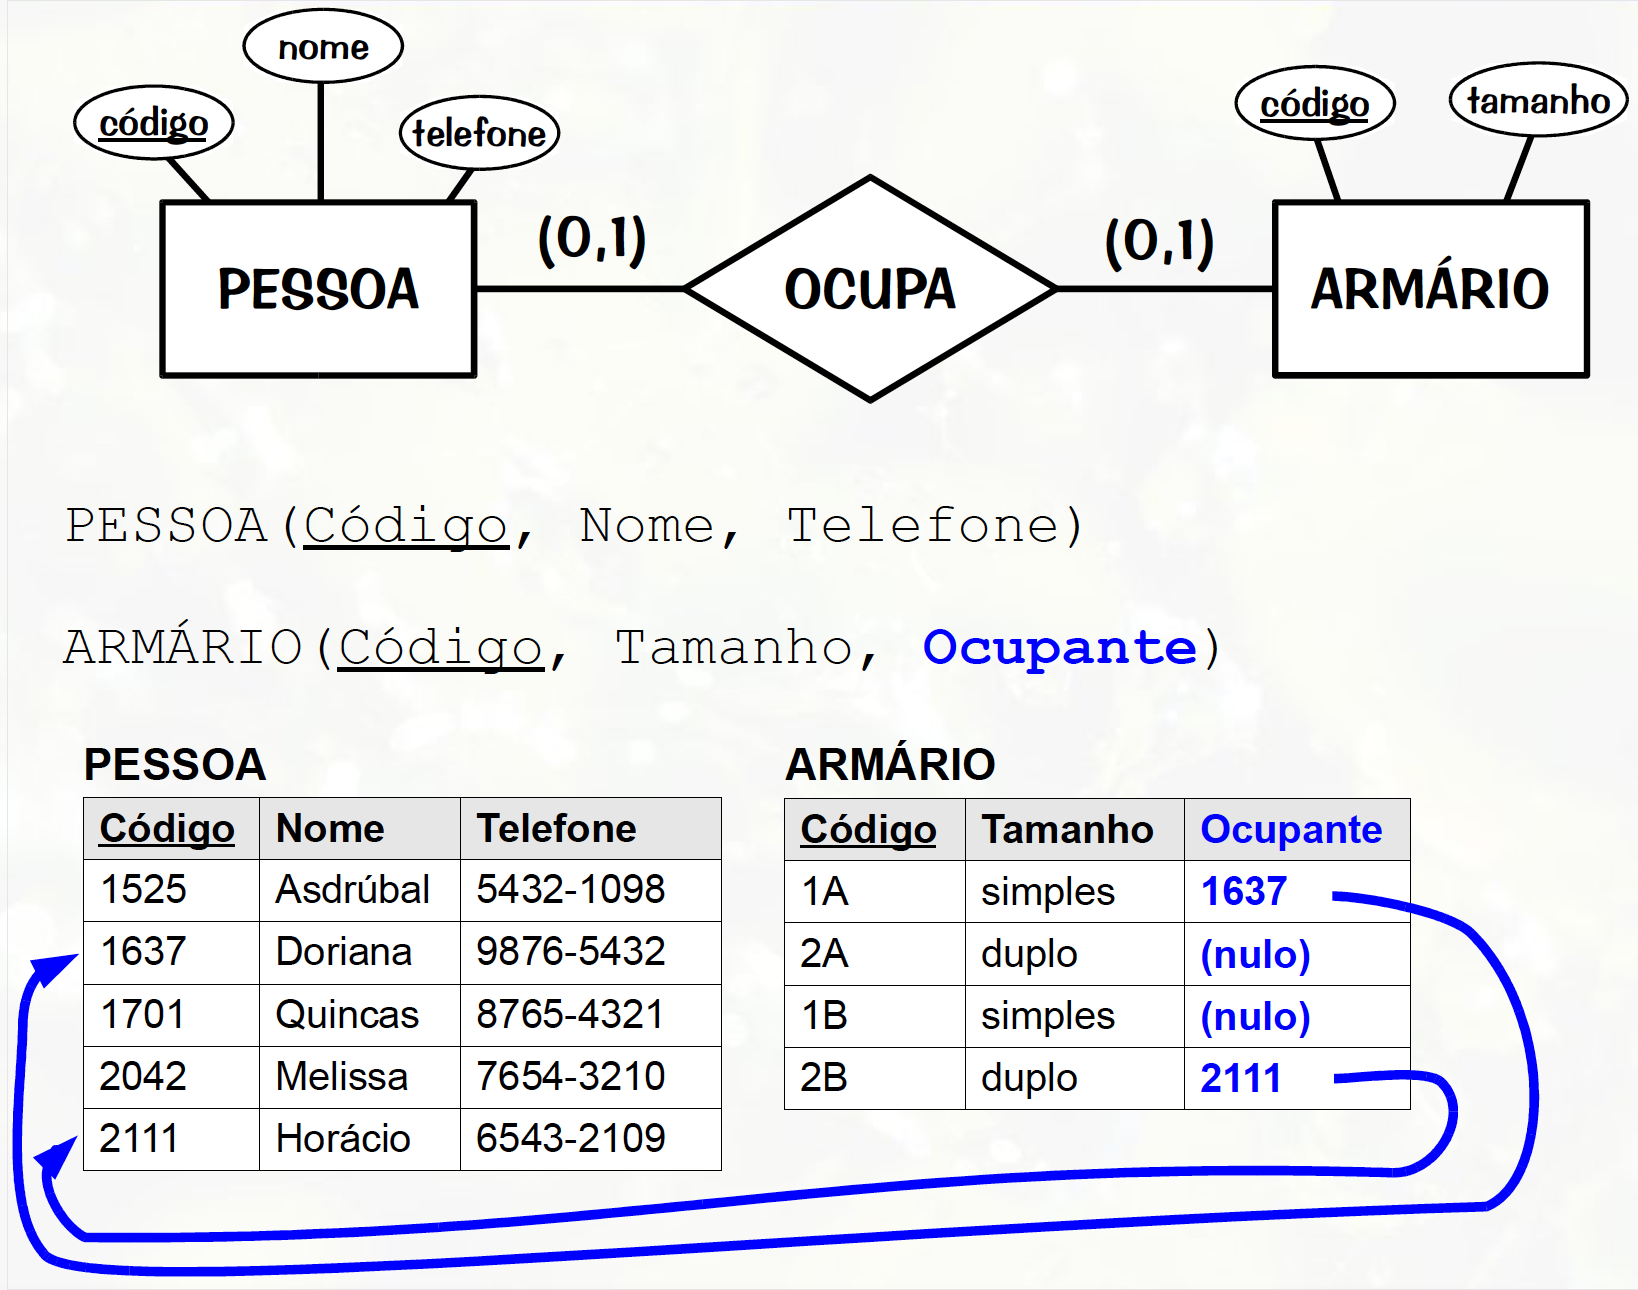 nome
código
telefone
código
tamanho
PESSOA
(0,1)
OCUPA
(0,1)
ARMÁRIO
PESSOA(Código, Nome, Telefone)
ARMÁRIO(Código, Tamanho, Ocupante)
PESSOA
Código Nome Telefone
1525 Asdrúbal 5432-1098
1637 Doriana 9876-5432
1701 Quincas 8765-4321
2042 Melissa 7654-3210
2111 Horácio 6543-2109
ARMÁRIO
Código Tamanho Ocupante
1A simples 1637
2A duplo (nulo)
1B simples (nulo)
2B duplo 2111